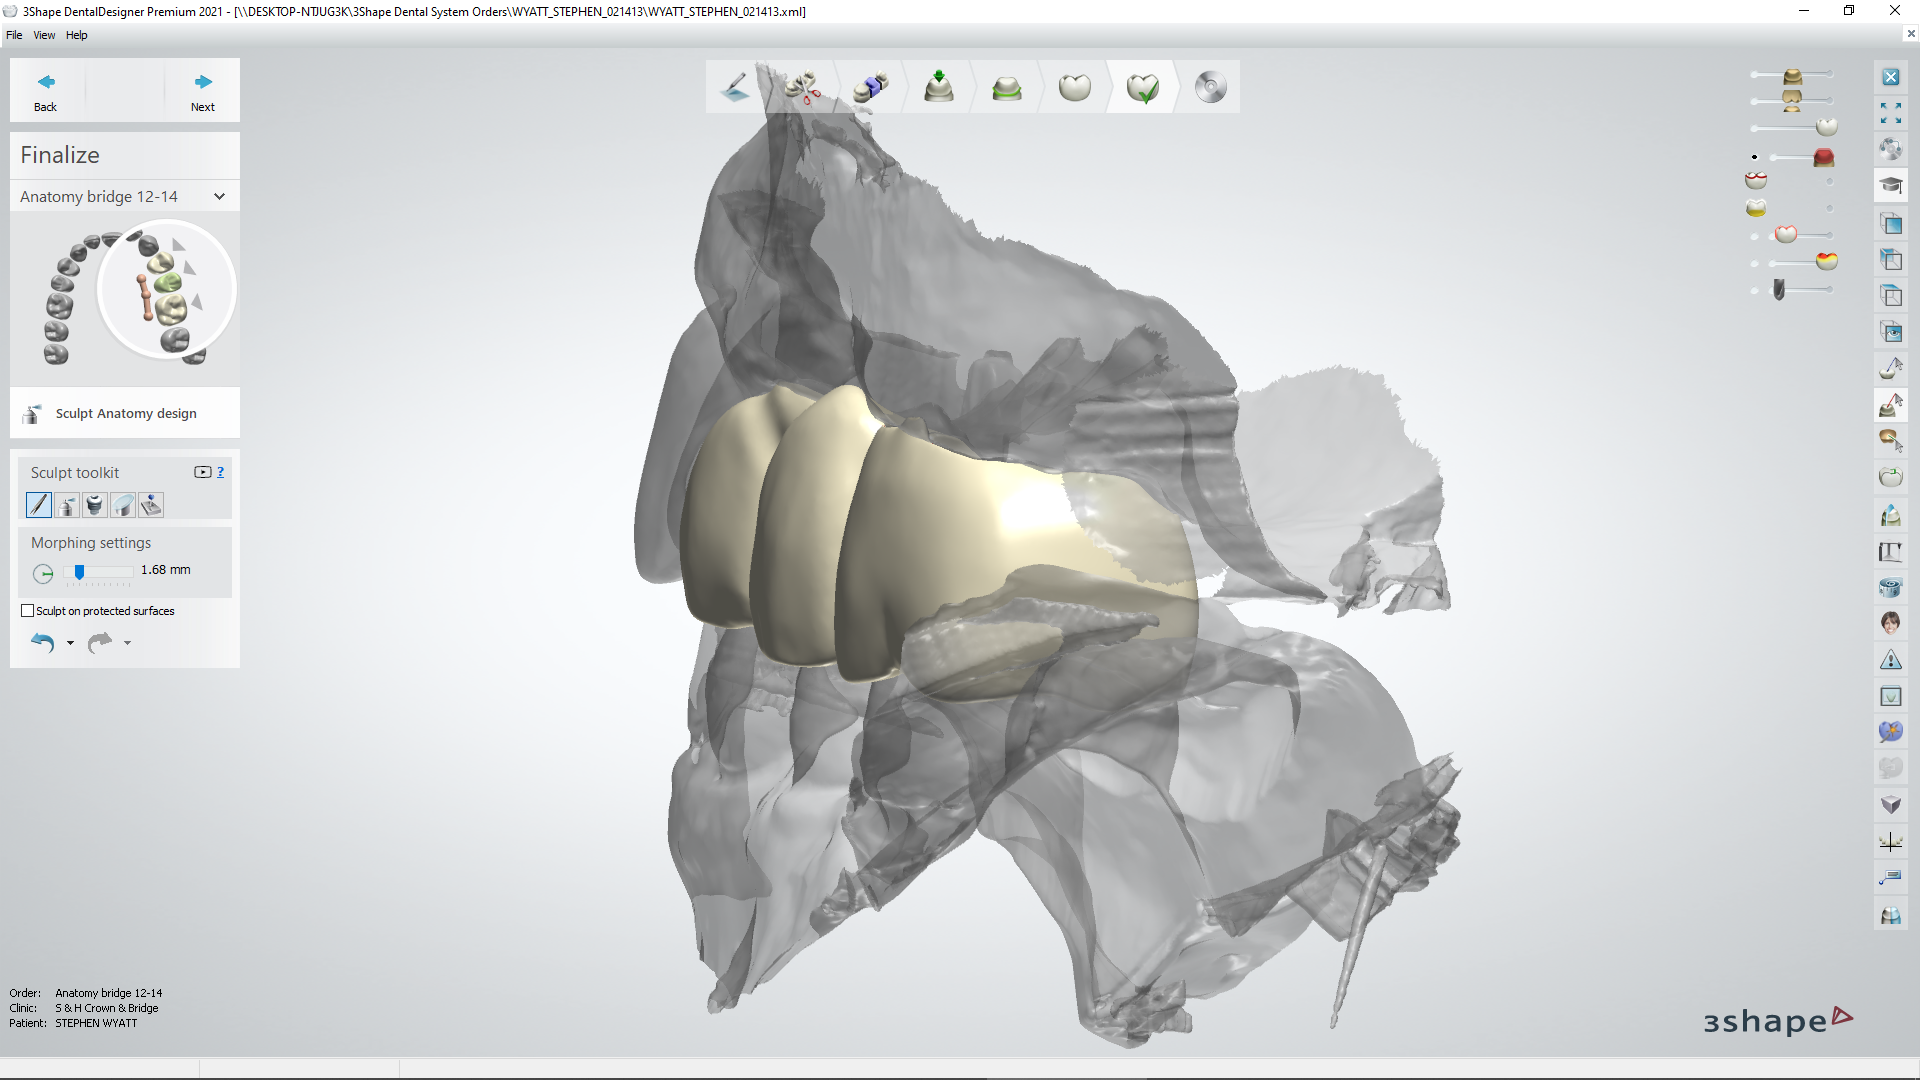 3Shape DentalDesigner Premium 2021 - [\\DESKTOP-NTJUG3K\3Shape Dental System Orders\WYATT_STEPHEN_021413\WYATT_STEPHEN_021413.xml]
File View Help
Back Next
Finalize
Anatomy bridge 12-14
Sculpt Anatomy design
Sculpt toolkit ?
Morphing settings
1.68 mm
Sculpt on protected surfaces
Order: Anatomy bridge 12-14
Clinic: S & H Crown & Bridge
Patient: STEPHEN WYATT
3shape